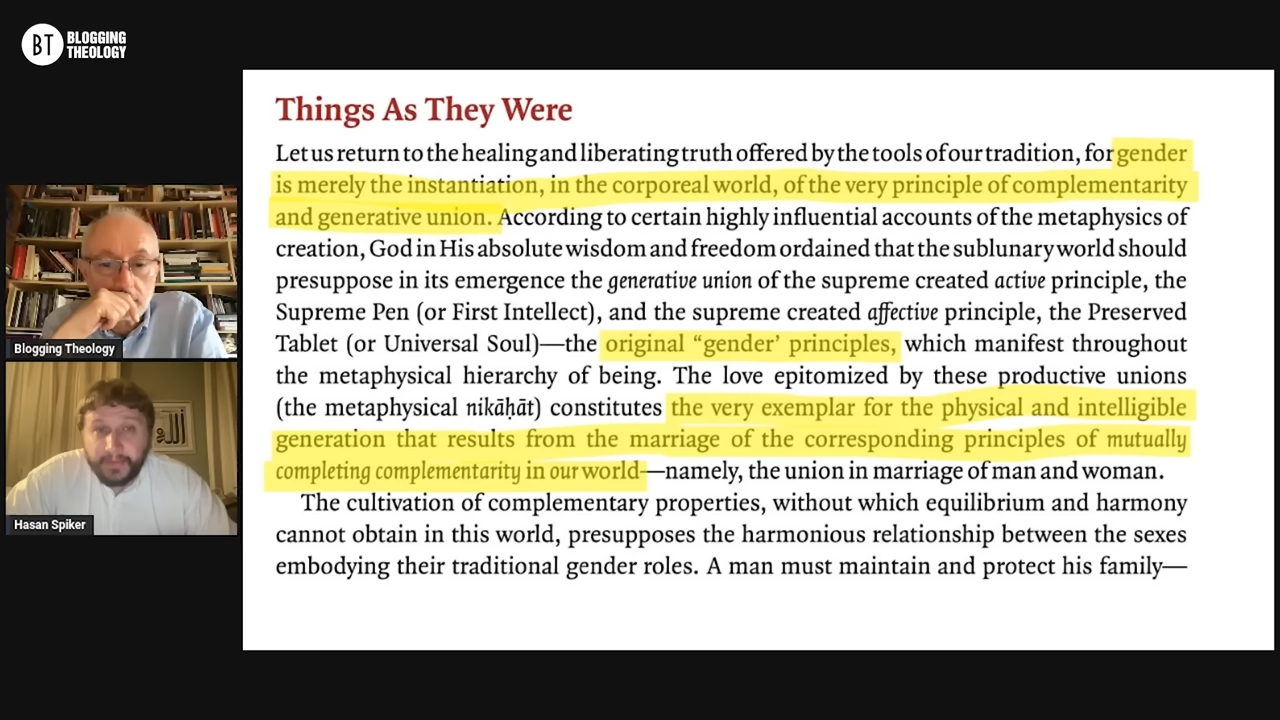 BT BLOGGING
THEOLOGY
Things As They Were
Let us return to the healing and liberating truth offered by the tools of our tradition, for gender
is merely the instantiation, in the corporeal world, of the very principle of complementarity
and generative union. According to certain highly influential accounts of the metaphysics of
creation, God in His absolute wisdom and freedom ordained that the sublunary world should
presuppose in its emergence the generative union of the supreme created active principle, the
Supreme Pen (or First Intellect), and the supreme created affective principle, the Preserved
Tablet (or Universal Soul)—the original “gender’ principles, which manifest throughout
the metaphysical hierarchy of being. The love epitomized by these productive unions
(the metaphysical nikāḥāt) constitutes the very exemplar for the physical and intelligible
generation that results from the marriage of the corresponding principles of mutually
completing complementarity in our world—namely, the union in marriage of man and woman.
The cultivation of complementary properties, without which equilibrium and harmony
cannot obtain in this world, presupposes the harmonious relationship between the sexes
embodying their traditional gender roles. A man must maintain and protect his family—
Blogging Theology
الله
Hasan Spiker